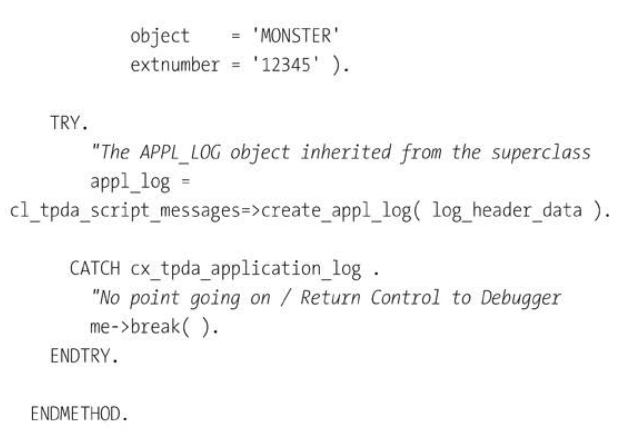 object    = 'MONSTER'
extnumber = '12345' ).
TRY.
"The APPL_LOG object inherited from the superclass
appl_log =
cl_tpda_script_messages=>create_appl_log( log_header_data ).
CATCH cx_tpda_application_log .
"No point going on / Return Control to Debugger
me->break( ).
ENDTRY.
ENDMETHOD.